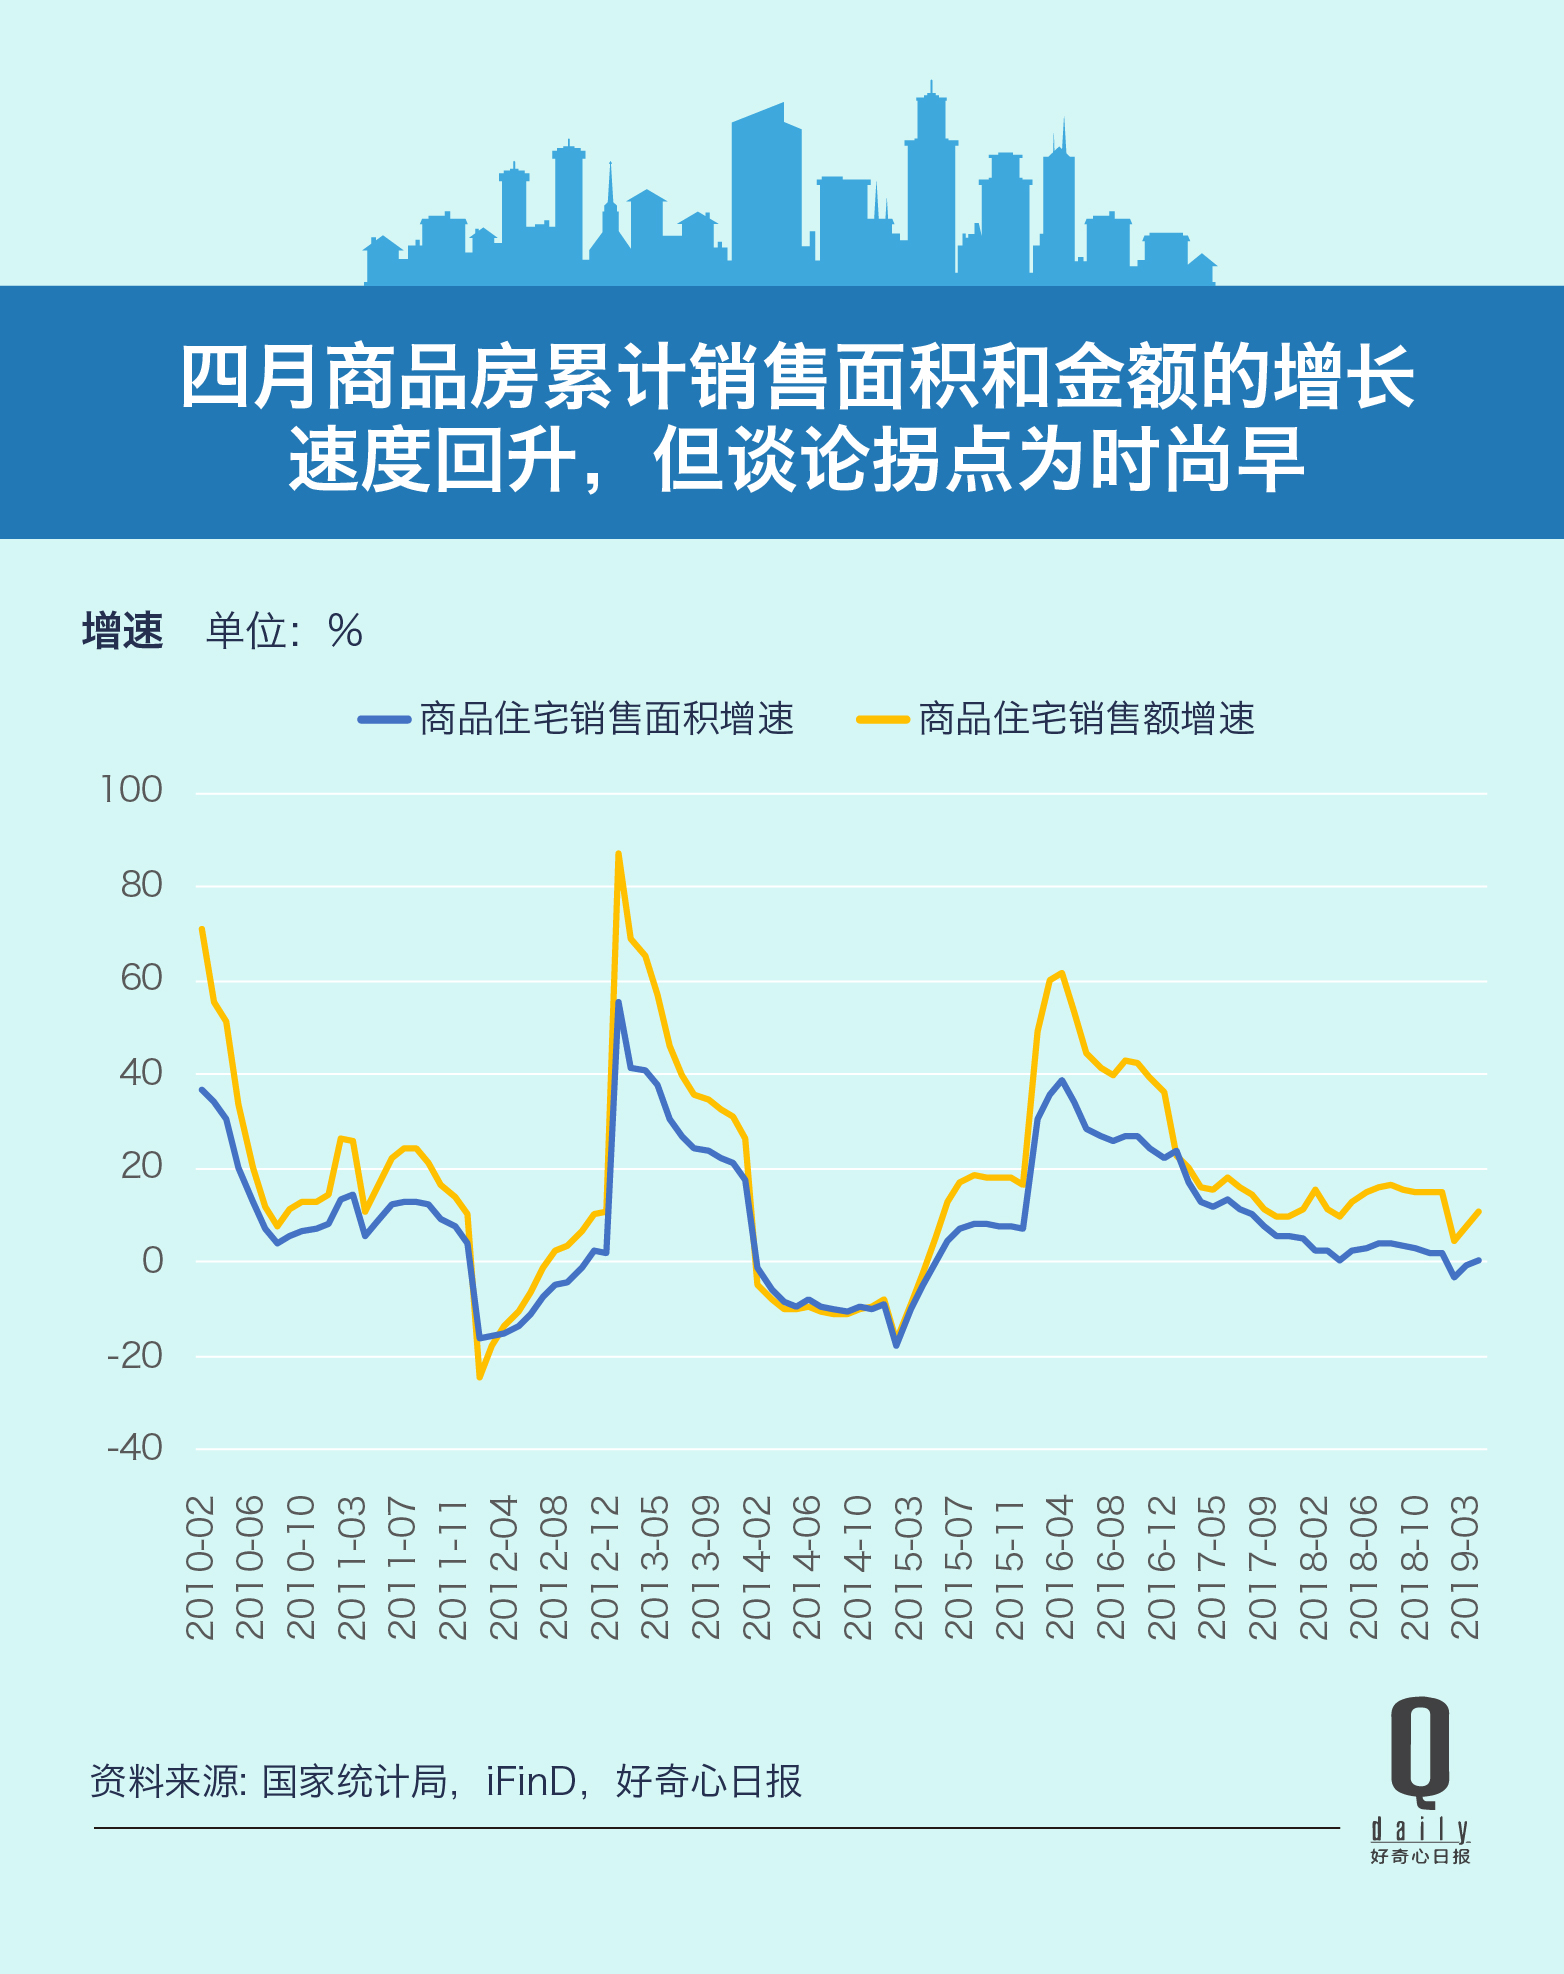 四月商品房累计销售面积和金额的增长
速度回升，但谈论拐点为时尚早
增速 单位：%
商品住宅销售面积增速 商品住宅销售额增速
100
80
60
40
20
0
-20
-40
2010-02 2010-06 2010-10 2011-03 2011-07 2011-11 2012-04 2012-08 2012-12 2013-05 2013-09 2014-02 2014-06 2014-10 2015-03 2015-07 2015-11 2016-04 2016-08 2016-12 2017-05 2017-09 2018-02 2018-06 2018-10 2019-03
资料来源: 国家统计局，iFinD，好奇心日报
Q
daily
好奇心日报